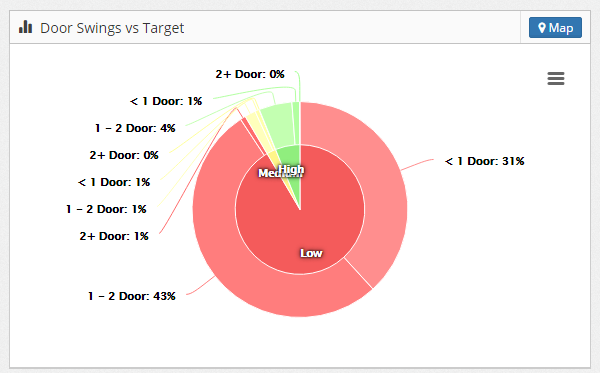 Door Swings vs Target
Map
2+ Door: 0%
< 1 Door: 1%
1 – 2 Door: 4%
2+ Door: 0%
< 1 Door: 1%
1 – 2 Door: 1%
2+ Door: 1%
1 – 2 Door: 43%
< 1 Door: 31%
High
Low